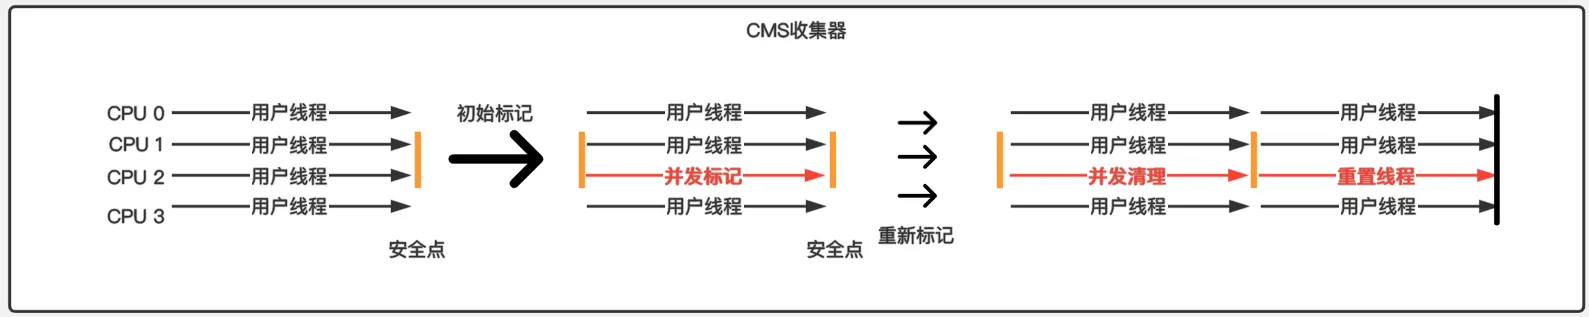 CMS收集器
CPU 0 用户线程 初始标记 用户线程 用户线程 用户线程
CPU 1 用户线程 用户线程 用户线程 用户线程
CPU 2 用户线程 并发标记 并发清理 重置线程
CPU 3 用户线程 用户线程 用户线程 用户线程
安全点 安全点 重新标记